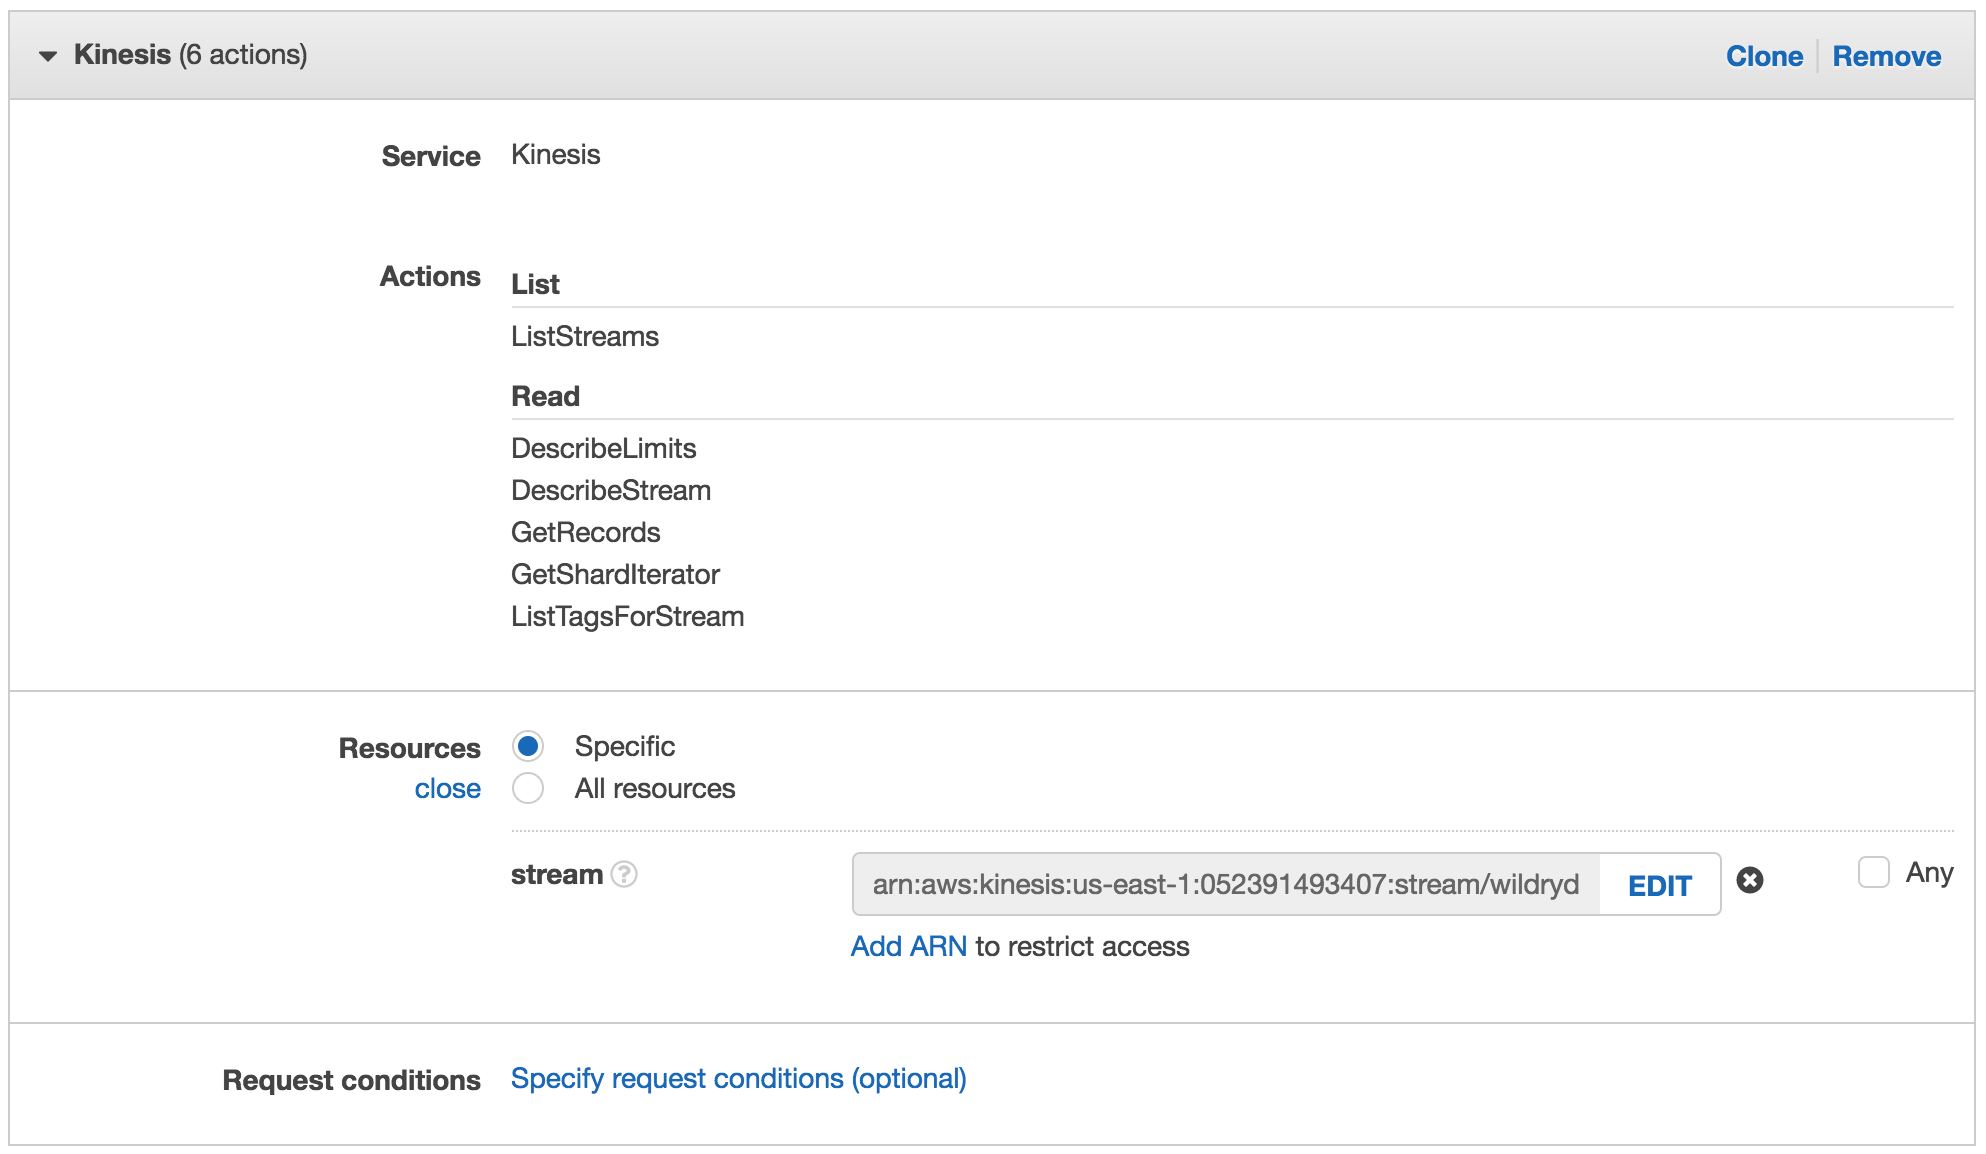 Kinesis (6 actions) Clone Remove
Service Kinesis
Actions List
ListStreams
Read
DescribeLimits
DescribeStream
GetRecords
GetShardIterator
ListTagsForStream
Resources Specific
close All resources
stream ? arn:aws:kinesis:us-east-1:052391493407:stream/wildryd EDIT Any
Add ARN to restrict access
Request conditions Specify request conditions (optional)